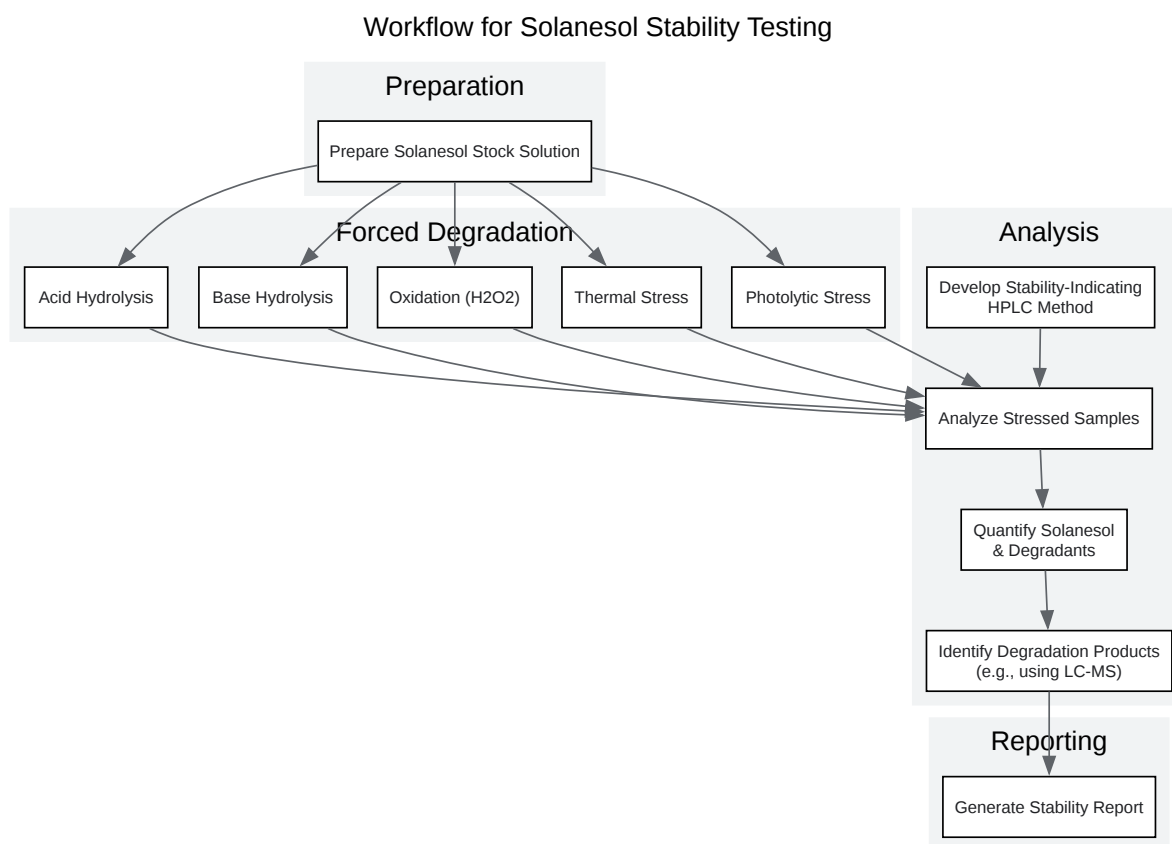 Workflow for Solanesol Stability Testing
Preparation
Prepare Solanesol Stock Solution
Forced Degradation
Acid Hydrolysis
Base Hydrolysis
Oxidation (H2O2)
Thermal Stress
Photolytic Stress
Analysis
Develop Stability-Indicating
HPLC Method
Analyze Stressed Samples
Quantify Solanesol
& Degradants
Identify Degradation Products
(e.g., using LC-MS)
Reporting
Generate Stability Report